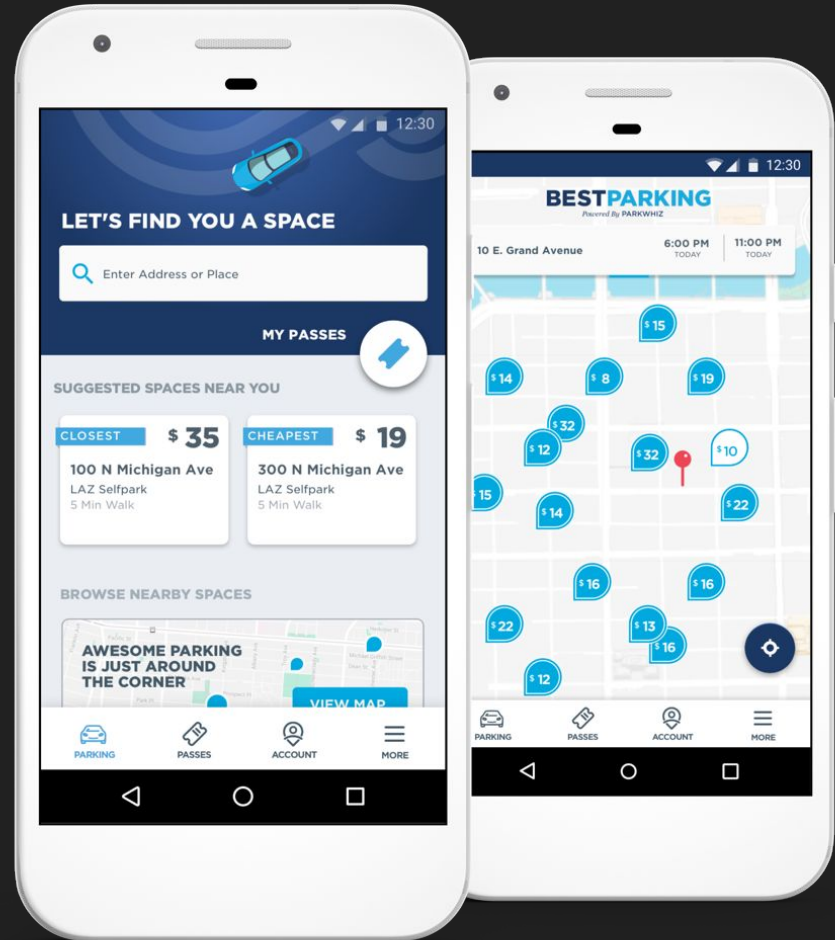 12:30
LET'S FIND YOU A SPACE
Enter Address or Place
MY PASSES
SUGGESTED SPACES NEAR YOU
CLOSEST $ 35
100 N Michigan Ave
LAZ Selfpark
5 Min Walk
CHEAPEST $ 19
300 N Michigan Ave
LAZ Selfpark
5 Min Walk
BROWSE NEARBY SPACES
AWESOME PARKING
IS JUST AROUND
THE CORNER
VIEW MAP
PARKING PASSES ACCOUNT MORE
12:30
BESTPARKING
Powered By PARKWHIZ
10 E. Grand Avenue
6:00 PM
TODAY
11:00 PM
TODAY
$ 15
$ 14
$ 8
$ 19
$ 32
$ 12
$ 32
$ 10
15
$ 14
$ 22
$ 16
$ 16
$ 22
$ 13
$ 16
$ 12
PARKING PASSES ACCOUNT MORE